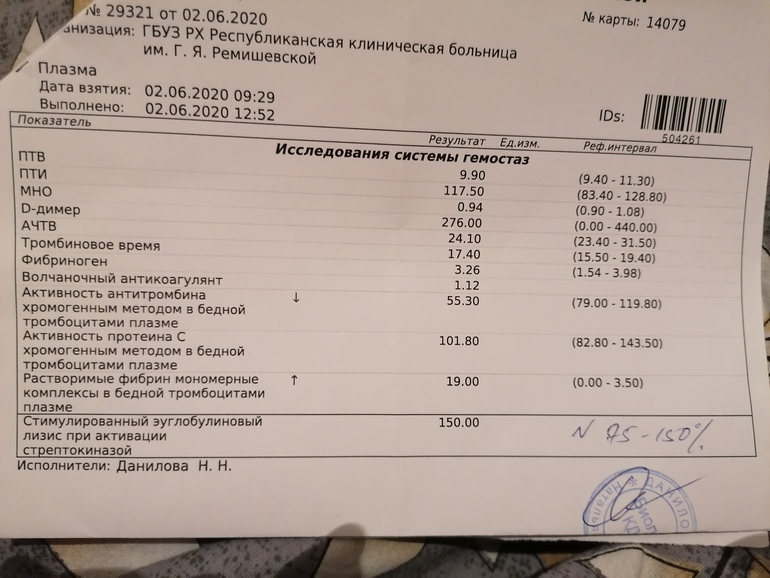 № 29321 от 02.06.2020
№ карты: 14079
анизация: ГБУЗ РХ Республиканская клиническая больница
им. Г. Я. Ремишевской
Плазма
Дата взятия: 02.06.2020 09:29
Выполнено: 02.06.2020 12:52
IDs:
504261
Показатель Результат Ед.изм. Реф.интервал
Исследования системы гемостаз
ПТВ 9.90 (9.40 - 11.30)
ПТИ 117.50 (83.40 - 128.80)
МНО 0.94 (0.90 - 1.08)
D-димер 276.00 (0.00 - 440.00)
АЧТВ 24.10 (23.40 - 31.50)
Тромбиновое время 17.40 (15.50 - 19.40)
Фибриноген 3.26 (1.54 - 3.98)
Волчаночный антикоагулянт 1.12
Активность антитромбина ↓ 55.30 (79.00 - 119.80)
хромогенным методом в бедной
тромбоцитами плазме
Активность протеина С 101.80 (82.80 - 143.50)
хромогенным методом в бедной
тромбоцитами плазме
Растворимые фибрин мономерные ↑ 19.00 (0.00 - 3.50)
комплексы в бедной тромбоцитами
плазме
Стимулированный эуглобулиновый 150.00 N 75-150%
лизис при активации
стрептокиназой
Исполнители: Данилова Н. Н.
ДАНИЛО